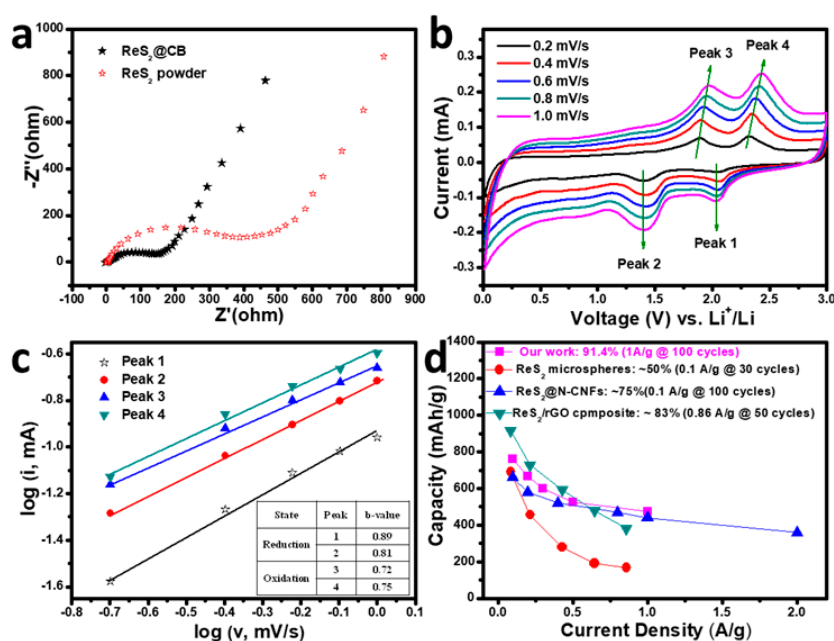 a
ReS2@CB
ReS2 powder
-Z''(ohm)
1000
800
600
400
200
0
-100 0 100 200 300 400 500 600 700 800 900
Z'(ohm)
b
0.2 mV/s
0.4 mV/s
0.6 mV/s
0.8 mV/s
1.0 mV/s
Peak 3
Peak 4
Peak 2
Peak 1
Current (mA)
0.4
0.3
0.2
0.1
0.0
-0.1
-0.2
-0.3
0.0 0.5 1.0 1.5 2.0 2.5 3.0
Voltage (V) vs. Li+/Li
c
Peak 1
Peak 2
Peak 3
Peak 4
log (i, mA)
-0.6
-0.8
-1.0
-1.2
-1.4
-1.6
State Peak b-value
Reduction 1 0.89
2 0.81
Oxidation 3 0.72
4 0.75
-0.8 -0.7 -0.6 -0.5 -0.4 -0.3 -0.2 -0.1 0.0 0.1
log (v, mV/s)
d
Our work: 91.4% (1A/g @ 100 cycles)
ReS2 microspheres: ~50% (0.1 A/g @ 30 cycles)
ReS2@N-CNFs: ~75%(0.1 A/g @ 100 cycles)
ReS2/rGO cpmposite: ~ 83% (0.86 A/g @ 50 cycles)
Capacity (mAh/g)
1400
1200
1000
800
600
400
200
0
0.0 0.5 1.0 1.5 2.0
Current Density (A/g)